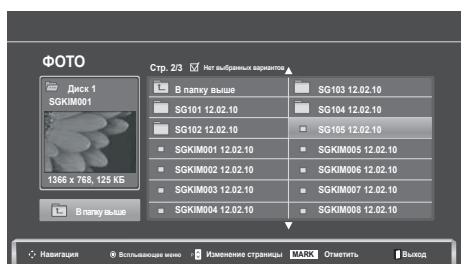 ФОТО
Стр. 2/3 Нет выбранных вариантов
Диск 1
SGKIM001
1366 x 768, 125 КБ
В папку выше
В папку выше
SG101 12.02.10
SG102 12.02.10
SGKIM001 12.02.10
SGKIM002 12.02.10
SGKIM003 12.02.10
SGKIM004 12.02.10
SG103 12.02.10
SG104 12.02.10
SG105 12.02.10
SGKIM005 12.02.10
SGKIM006 12.02.10
SGKIM007 12.02.10
SGKIM008 12.02.10
Навигация Всплывающее меню P Изменение страницы MARK Отметить Выход